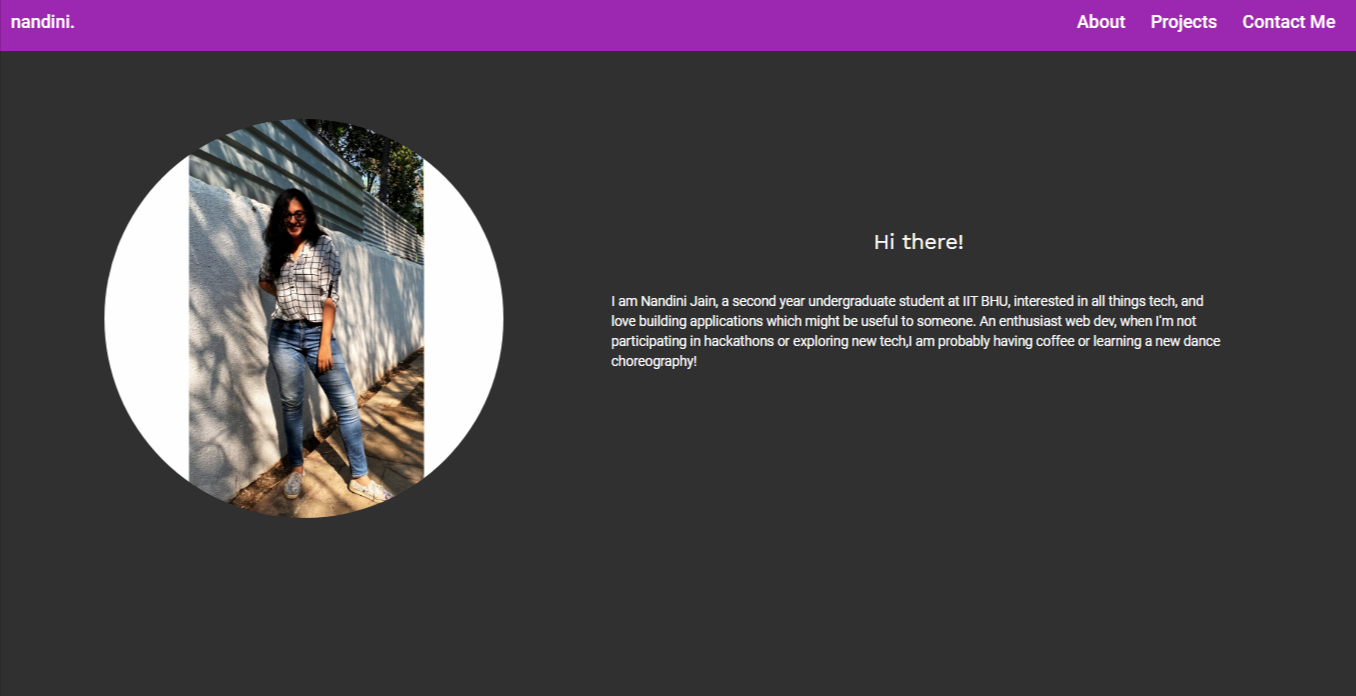 nandini.
About Projects Contact Me
Hi there!
I am Nandini Jain, a second year undergraduate student at IIT BHU, interested in all things tech, and
love building applications which might be useful to someone. An enthusiast web dev, when I'm not
participating in hackathons or exploring new tech,I am probably having coffee or learning a new dance
choreography!